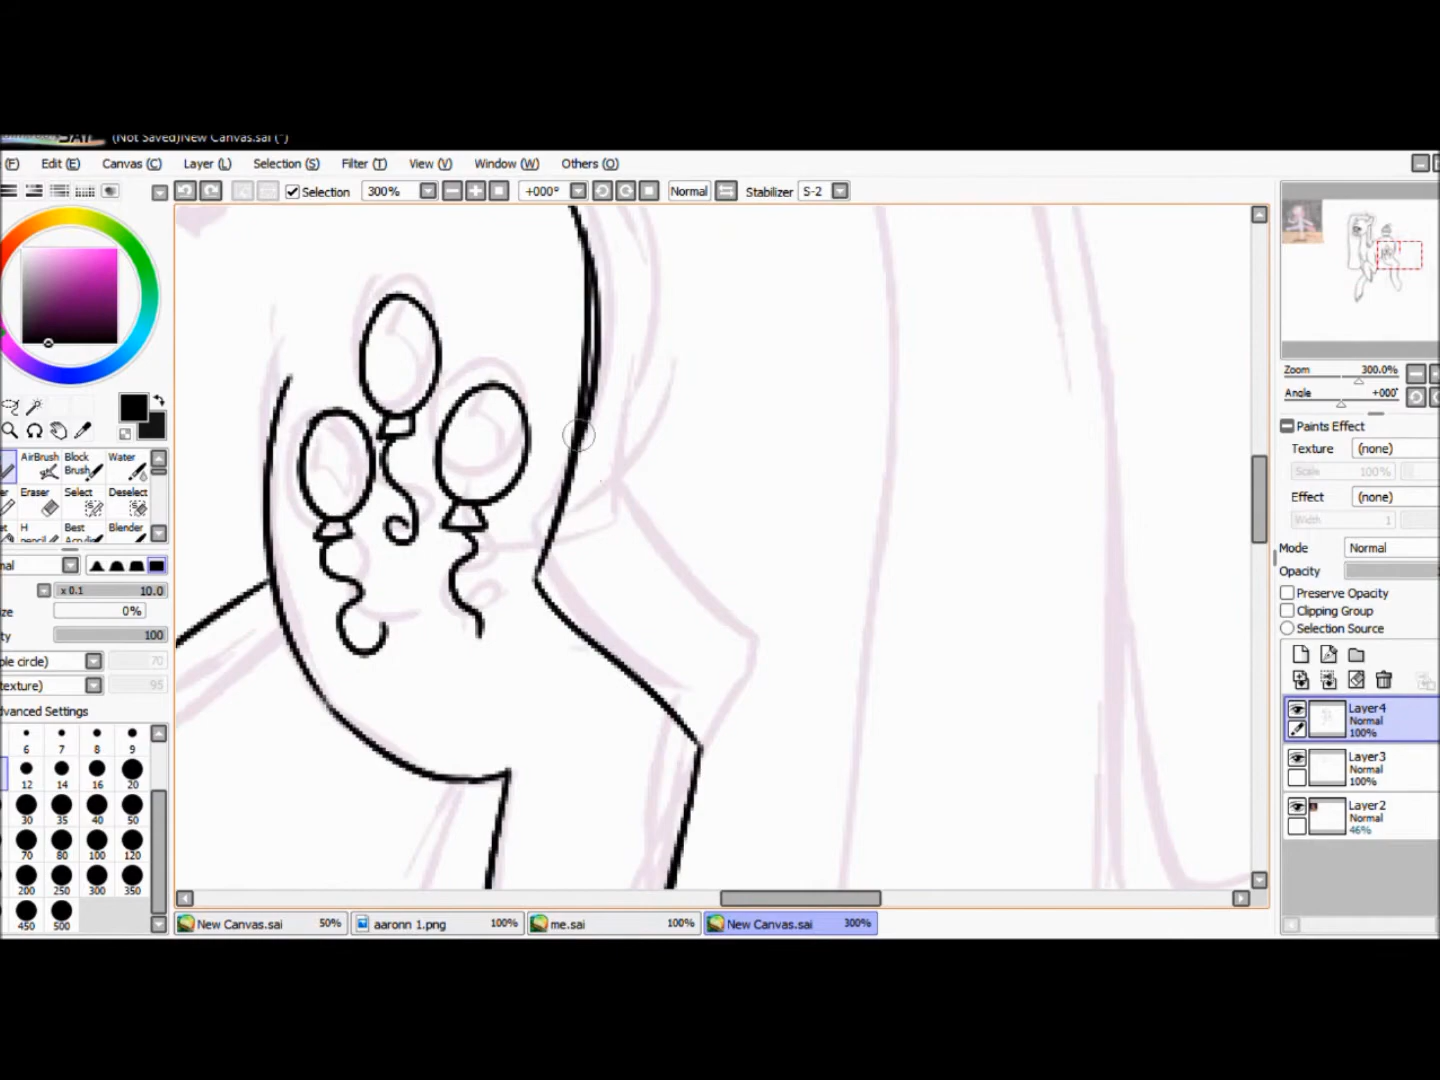 SAI (Not Saved)New Canvas.sai (*)
(F) Edit (E) Canvas (C) Layer (L) Selection (S) Filter (T) View (V) Window (W) Others (O)
Selection 300% +000° Normal Stabilizer S-2
Zoom 300.0%
Angle +000°
Paints Effect
Texture (none)
Scale 100%
Effect (none)
Width 1
Mode Normal
Opacity
Preserve Opacity
Clipping Group
Selection Source
Layer4
Normal
100%
Layer3
Normal
100%
Layer2
Normal
46%
AirBrush Block Brush Water
Eraser Select Deselect
H pencil Best Blender
x 0.1 10.0
0%
100
circle) 70
texture) 95
Settings
6 7 8 9
12 14 16 20
30 35 40 50
70 80 100 120
200 250 300 350
450 500
New Canvas.sai 50% aaronn 1.png 100% me.sai 100% New Canvas.sai 300%